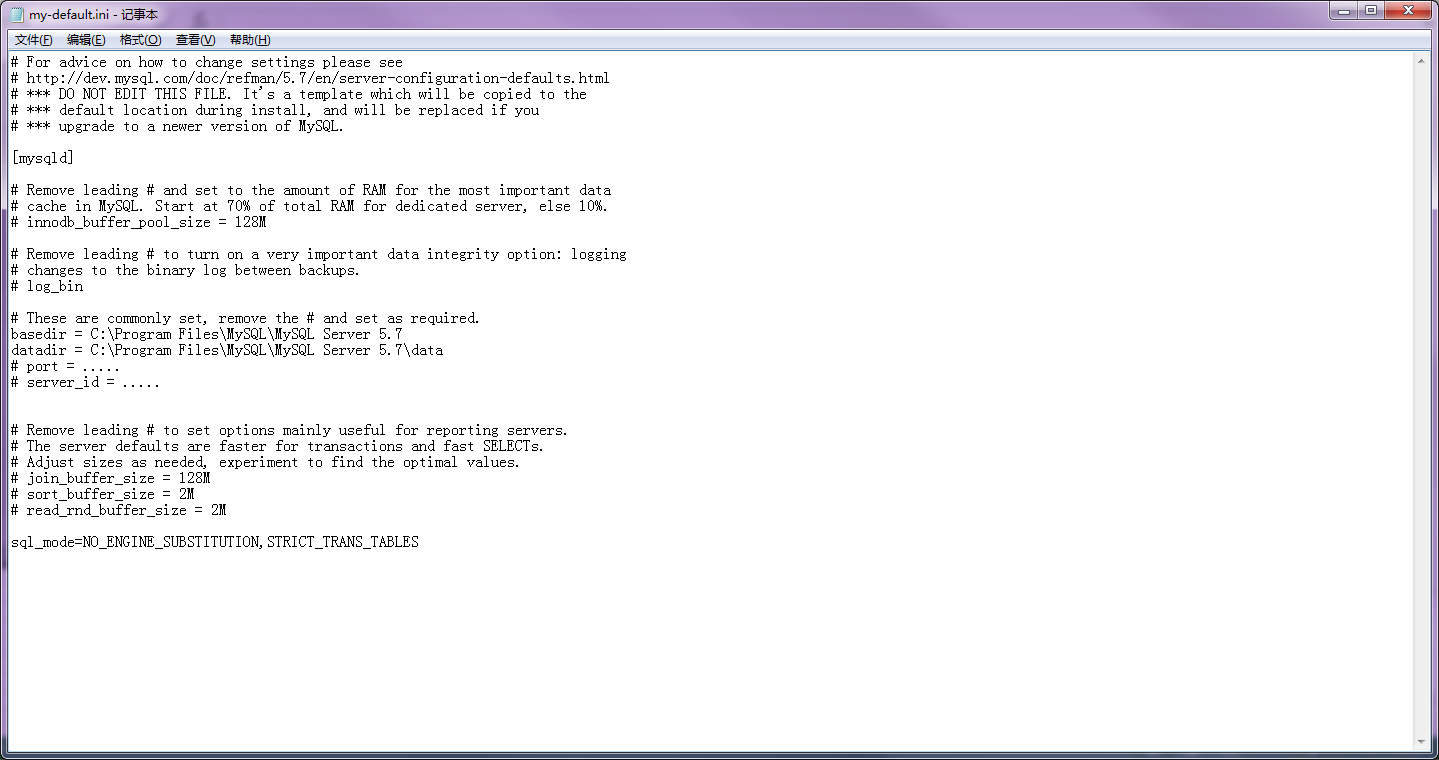 my-default.ini - 记事本
文件(F) 编辑(E) 格式(O) 查看(V) 帮助(H)
# For advice on how to change settings please see
# http://dev.mysql.com/doc/refman/5.7/en/server-configuration-defaults.html
# *** DO NOT EDIT THIS FILE. It's a template which will be copied to the
# *** default location during install, and will be replaced if you
# *** upgrade to a newer version of MySQL.
[mysqld]
# Remove leading # and set to the amount of RAM for the most important data
# cache in MySQL. Start at 70% of total RAM for dedicated server, else 10%.
# innodb_buffer_pool_size = 128M
# Remove leading # to turn on a very important data integrity option: logging
# changes to the binary log between backups.
# log_bin
# These are commonly set, remove the # and set as required.
basedir = C:\Program Files\MySQL\MySQL Server 5.7
datadir = C:\Program Files\MySQL\MySQL Server 5.7\data
# port = .....
# server_id = .....
# Remove leading # to set options mainly useful for reporting servers.
# The server defaults are faster for transactions and fast SELECTs.
# Adjust sizes as needed, experiment to find the optimal values.
# join_buffer_size = 128M
# sort_buffer_size = 2M
# read_rnd_buffer_size = 2M
sql_mode=NO_ENGINE_SUBSTITUTION,STRICT_TRANS_TABLES